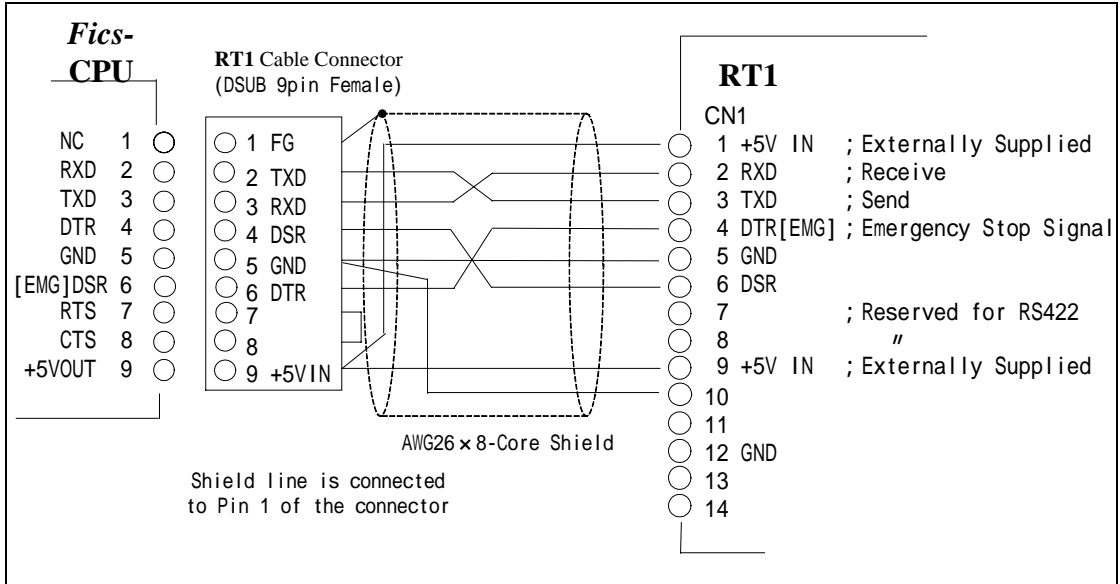 Fics-
CPU
NC 1
RXD 2
TXD 3
DTR 4
GND 5
[EMG]DSR 6
RTS 7
CTS 8
+5VOUT 9
RT1 Cable Connector
(DSUB 9pin Female)
1 FG
2 TXD
3 RXD
4 DSR
5 GND
6 DTR
7
8
9 +5VIN
AWG26×8-Core Shield
Shield line is connected
to Pin 1 of the connector
RT1
CN1
1 +5V IN ; Externally Supplied
2 RXD ; Receive
3 TXD ; Send
4 DTR[EMG] ; Emergency Stop Signal
5 GND
6 DSR
7 ; Reserved for RS422
8 〃
9 +5V IN ; Externally Supplied
10
11
12 GND
13
14